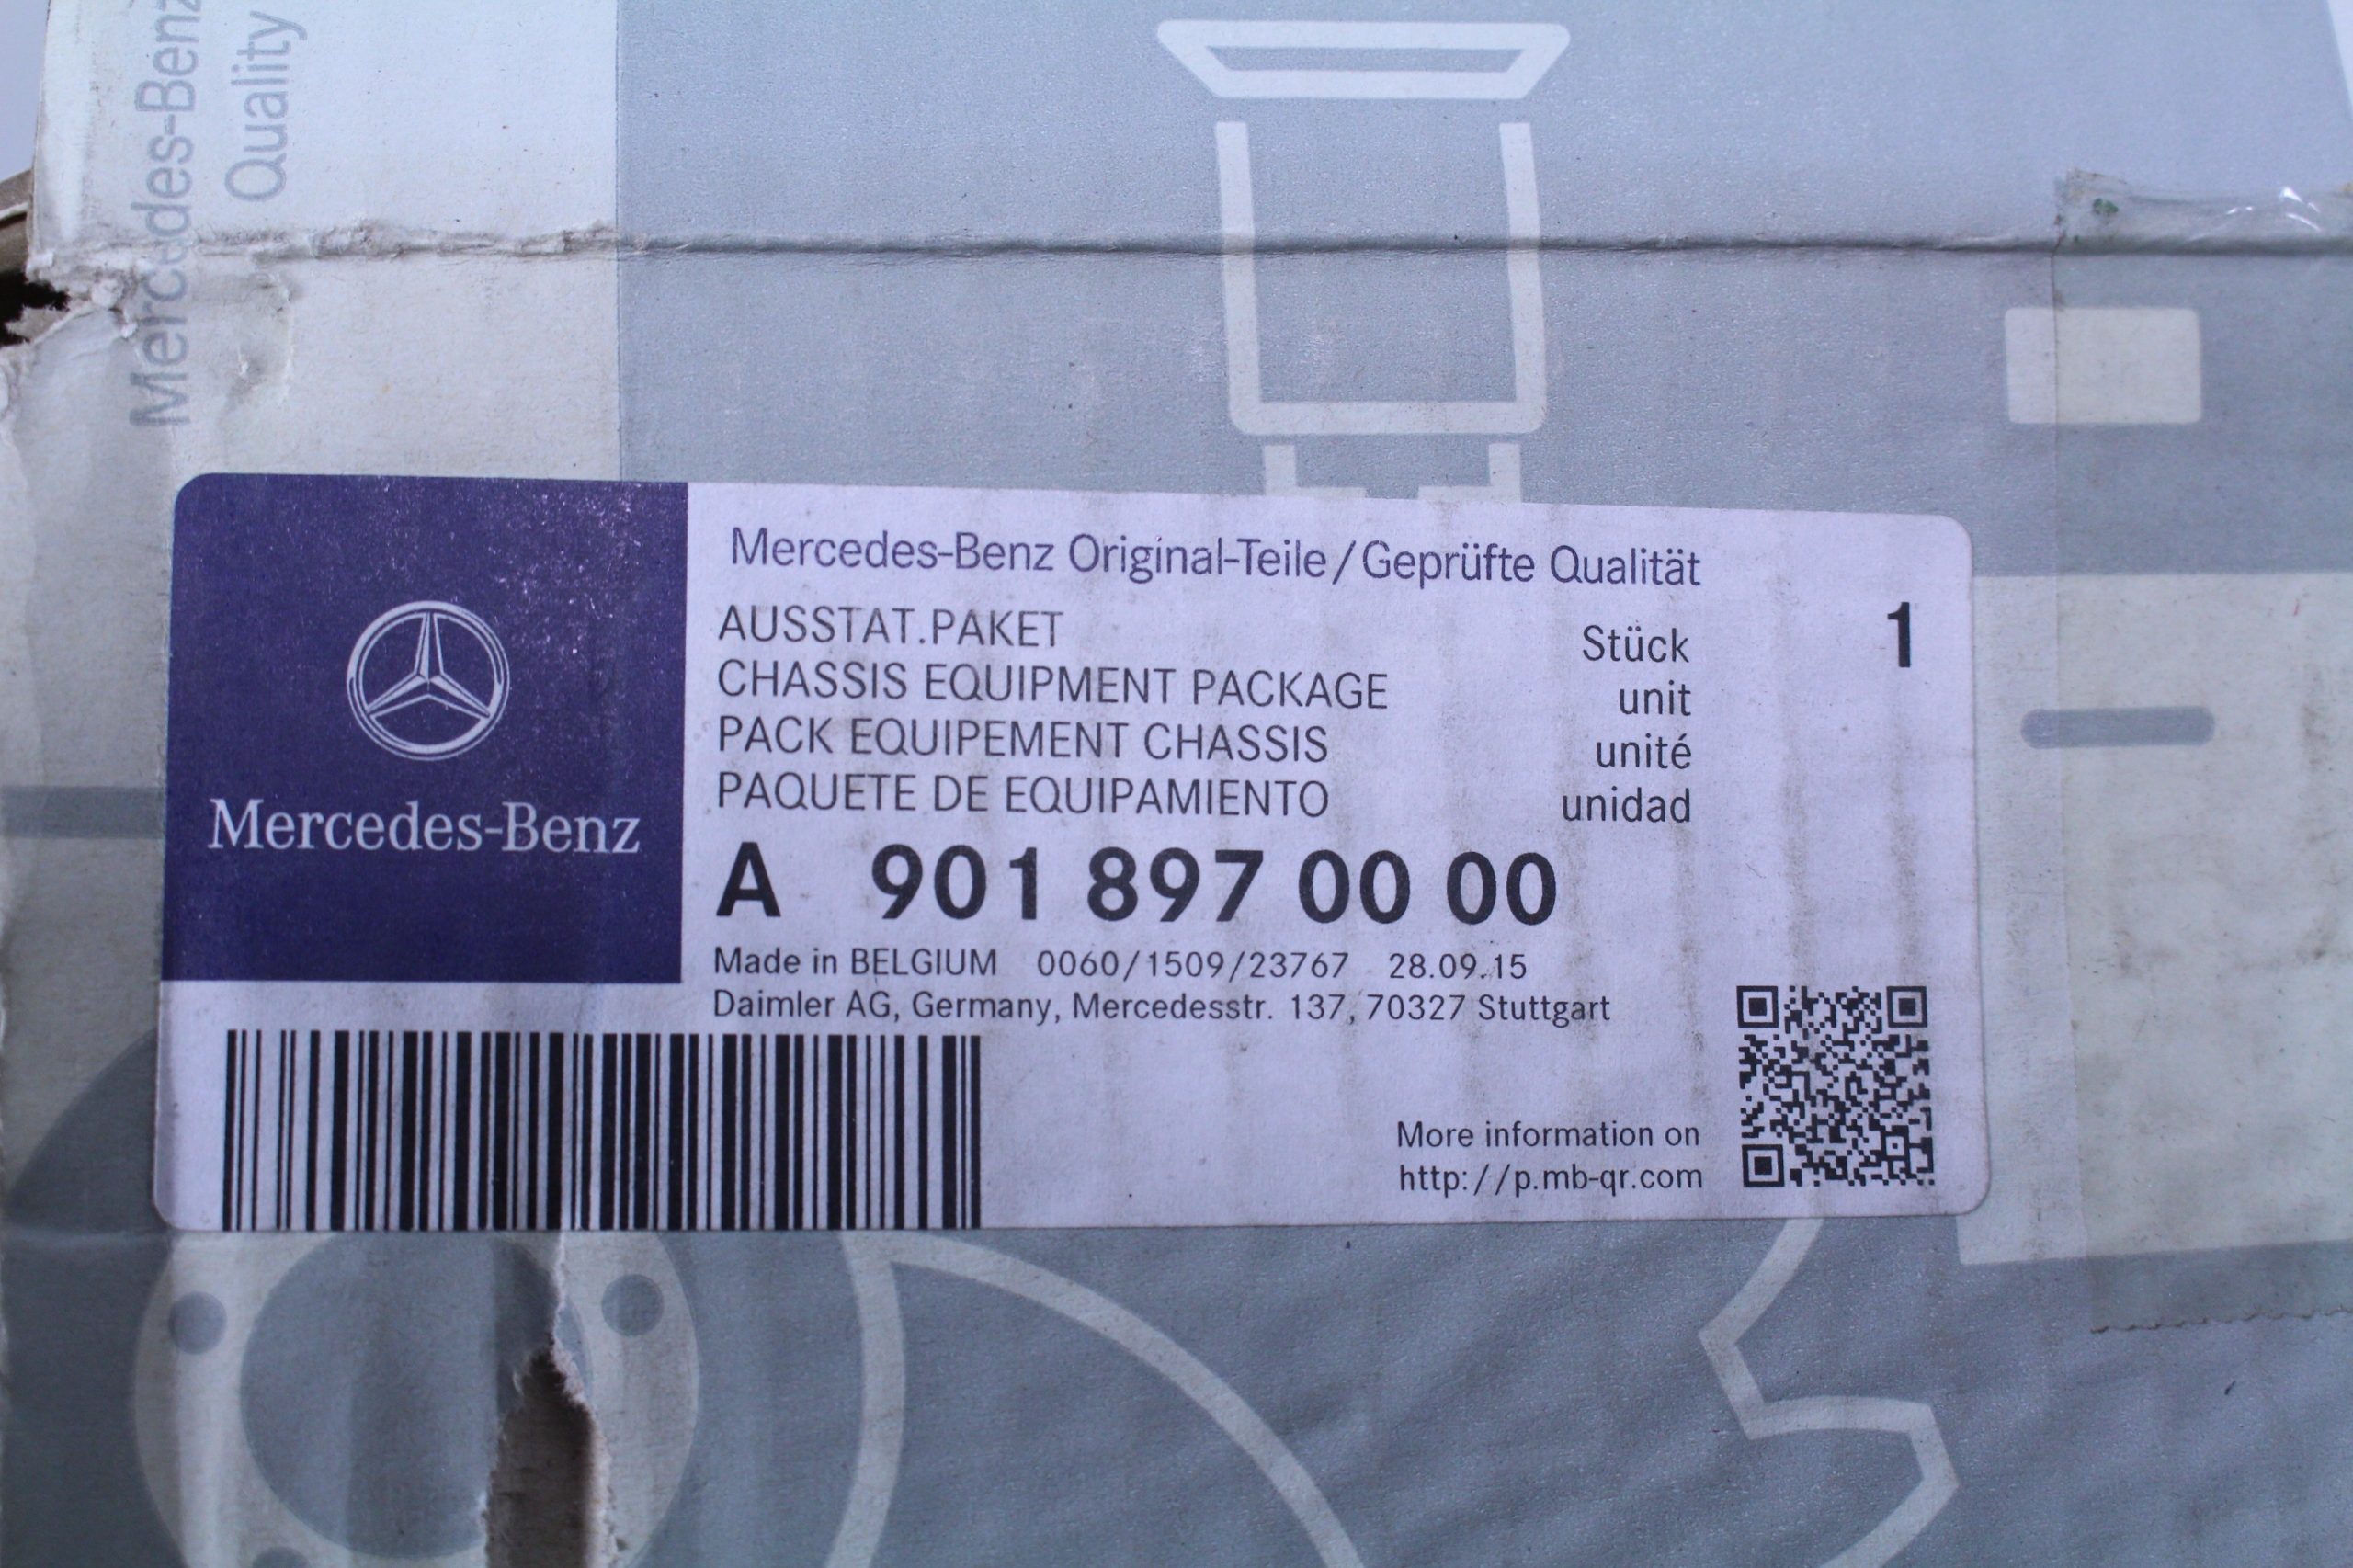 Mercedes-Benz
Quality
Mercedes-Benz
Mercedes-Benz Original-Teile/Geprüfte Qualität
AUSSTAT.PAKET
CHASSIS EQUIPMENT PACKAGE
PACK EQUIPEMENT CHASSIS
PAQUETE DE EQUIPAMIENTO
Stück 1
unit
unité
unidad
A 901 897 00 00
Made in BELGIUM 0060/1509/23767 28.09.15
Daimler AG, Germany, Mercedesstr. 137, 70327 Stuttgart
More information on
http://p.mb-qr.com